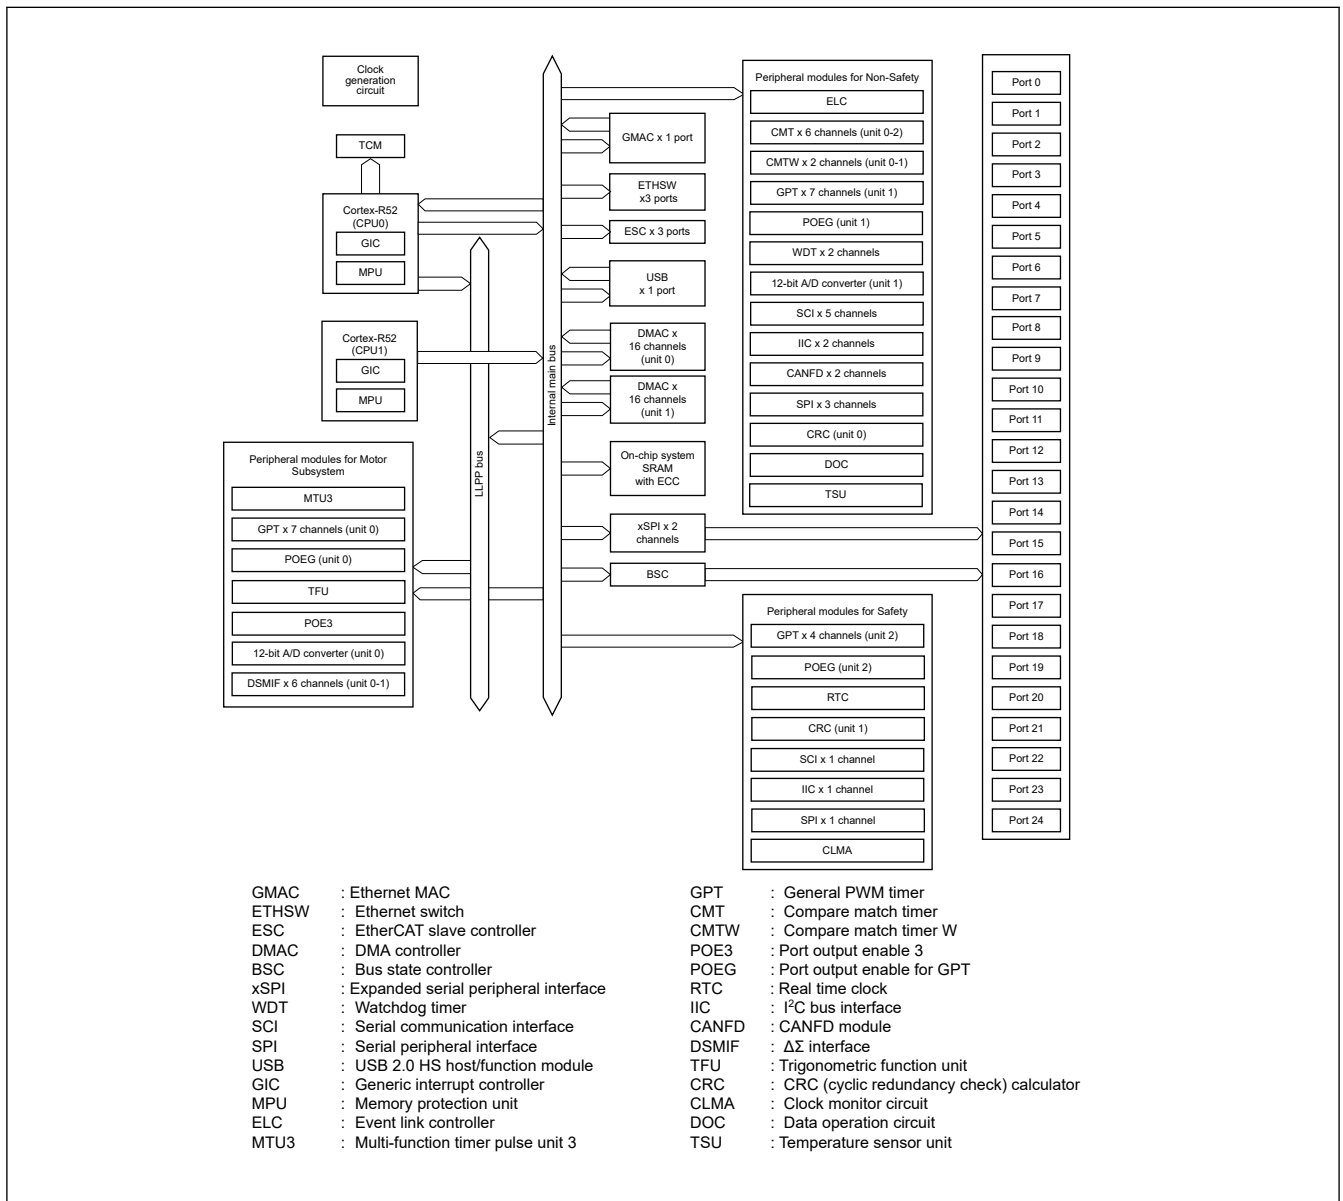 Clock
generation
circuit
TCM
Cortex-R52
(CPU0)
GIC
MPU
Cortex-R52
(CPU1)
GIC
MPU
Peripheral modules for Motor
Subsystem
MTU3
GPT x 7 channels (unit 0)
POEG (unit 0)
TFU
POE3
12-bit A/D converter (unit 0)
DSMIF x 6 channels (unit 0-1)
LLPP bus
Internal main bus
GMAC x 1 port
ETHSW
x3 ports
ESC x 3 ports
USB
x 1 port
DMAC x
16 channels
(unit 0)
DMAC x
16 channels
(unit 1)
On-chip system
SRAM
with ECC
xSPI x 2
channels
BSC
Peripheral modules for Non-Safety
ELC
CMT x 6 channels (unit 0-2)
CMTW x 2 channels (unit 0-1)
GPT x 7 channels (unit 1)
POEG (unit 1)
WDT x 2 channels
12-bit A/D converter (unit 1)
SCI x 5 channels
IIC x 2 channels
CANFD x 2 channels
SPI x 3 channels
CRC (unit 0)
DOC
TSU
Peripheral modules for Safety
GPT x 4 channels (unit 2)
POEG (unit 2)
RTC
CRC (unit 1)
SCI x 1 channel
IIC x 1 channel
SPI x 1 channel
CLMA
Port 0
Port 1
Port 2
Port 3
Port 4
Port 5
Port 6
Port 7
Port 8
Port 9
Port 10
Port 11
Port 12
Port 13
Port 14
Port 15
Port 16
Port 17
Port 18
Port 19
Port 20
Port 21
Port 22
Port 23
Port 24
GMAC : Ethernet MAC
ETHSW : Ethernet switch
ESC : EtherCAT slave controller
DMAC : DMA controller
BSC : Bus state controller
xSPI : Expanded serial peripheral interface
WDT : Watchdog timer
SCI : Serial communication interface
SPI : Serial peripheral interface
USB : USB 2.0 HS host/function module
GIC : Generic interrupt controller
MPU : Memory protection unit
ELC : Event link controller
MTU3 : Multi-function timer pulse unit 3
GPT : General PWM timer
CMT : Compare match timer
CMTW : Compare match timer W
POE3 : Port output enable 3
POEG : Port output enable for GPT
RTC : Real time clock
IIC : I²C bus interface
CANFD : CANFD module
DSMIF : ΔΣ interface
TFU : Trigonometric function unit
CRC : CRC (cyclic redundancy check) calculator
CLMA : Clock monitor circuit
DOC : Data operation circuit
TSU : Temperature sensor unit